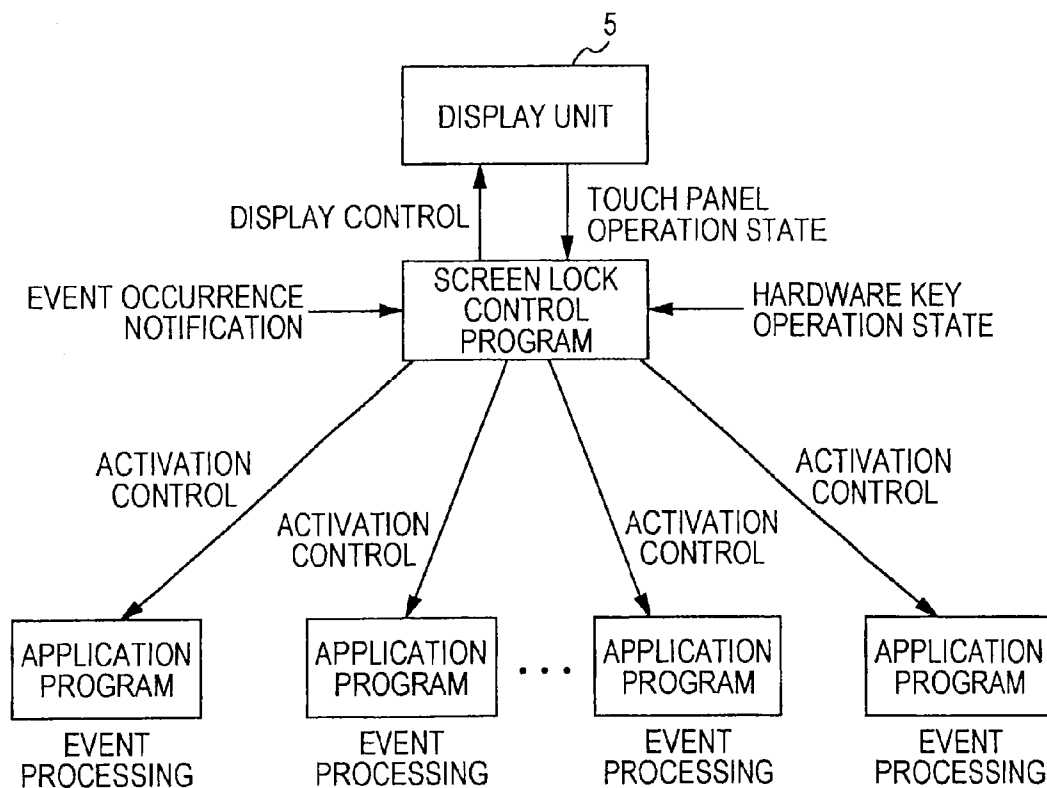 5
DISPLAY UNIT
DISPLAY CONTROL
TOUCH PANEL
OPERATION STATE
EVENT OCCURRENCE
NOTIFICATION
SCREEN LOCK
CONTROL
PROGRAM
HARDWARE KEY
OPERATION STATE
ACTIVATION
CONTROL
ACTIVATION
CONTROL
ACTIVATION
CONTROL
ACTIVATION
CONTROL
APPLICATION
PROGRAM
APPLICATION
PROGRAM
...
APPLICATION
PROGRAM
APPLICATION
PROGRAM
EVENT
PROCESSING
EVENT
PROCESSING
EVENT
PROCESSING
EVENT
PROCESSING